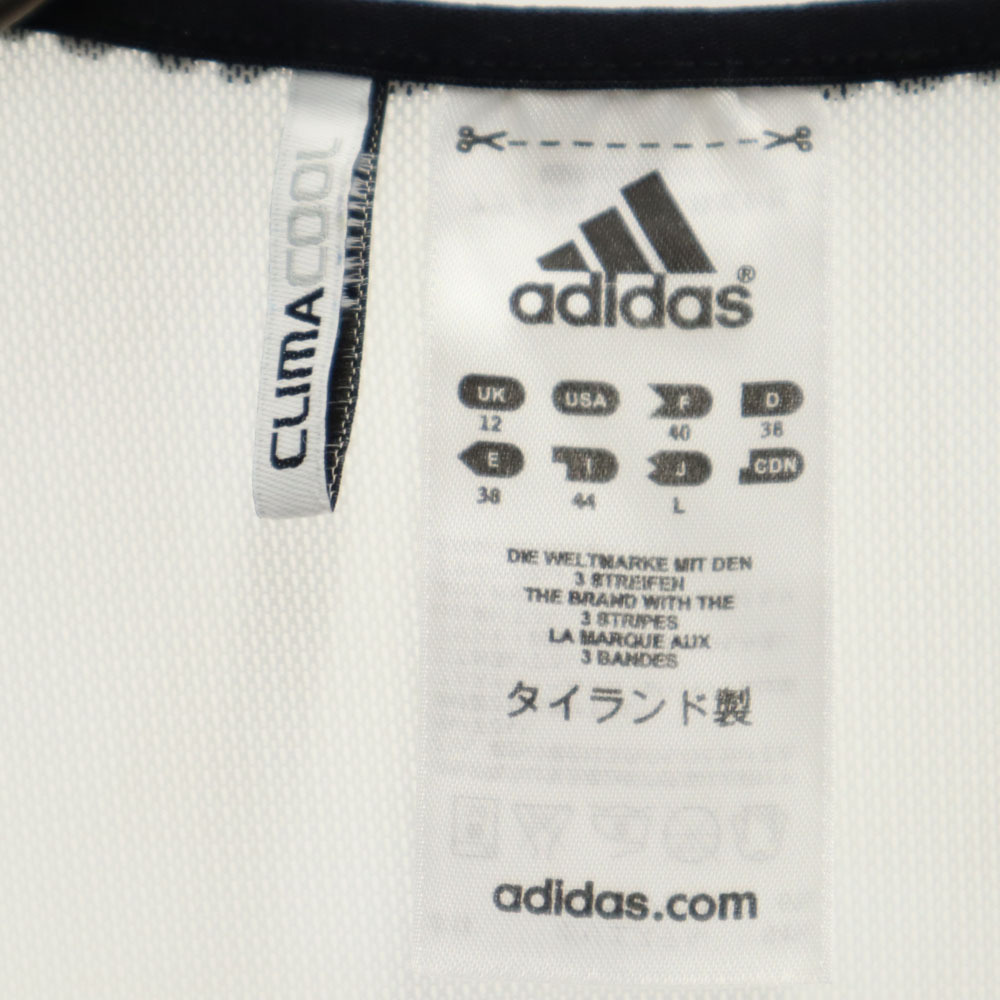 CLIMACOOL
adidas®
UK USA F D
12 40 38
E I J CDN
38 44 L
DIE WELTMARKE MIT DEN
3 STREIFEN
THE BRAND WITH THE
3 STRIPES
LA MARQUE AUX
3 BANDES
タイランド製
adidas.com